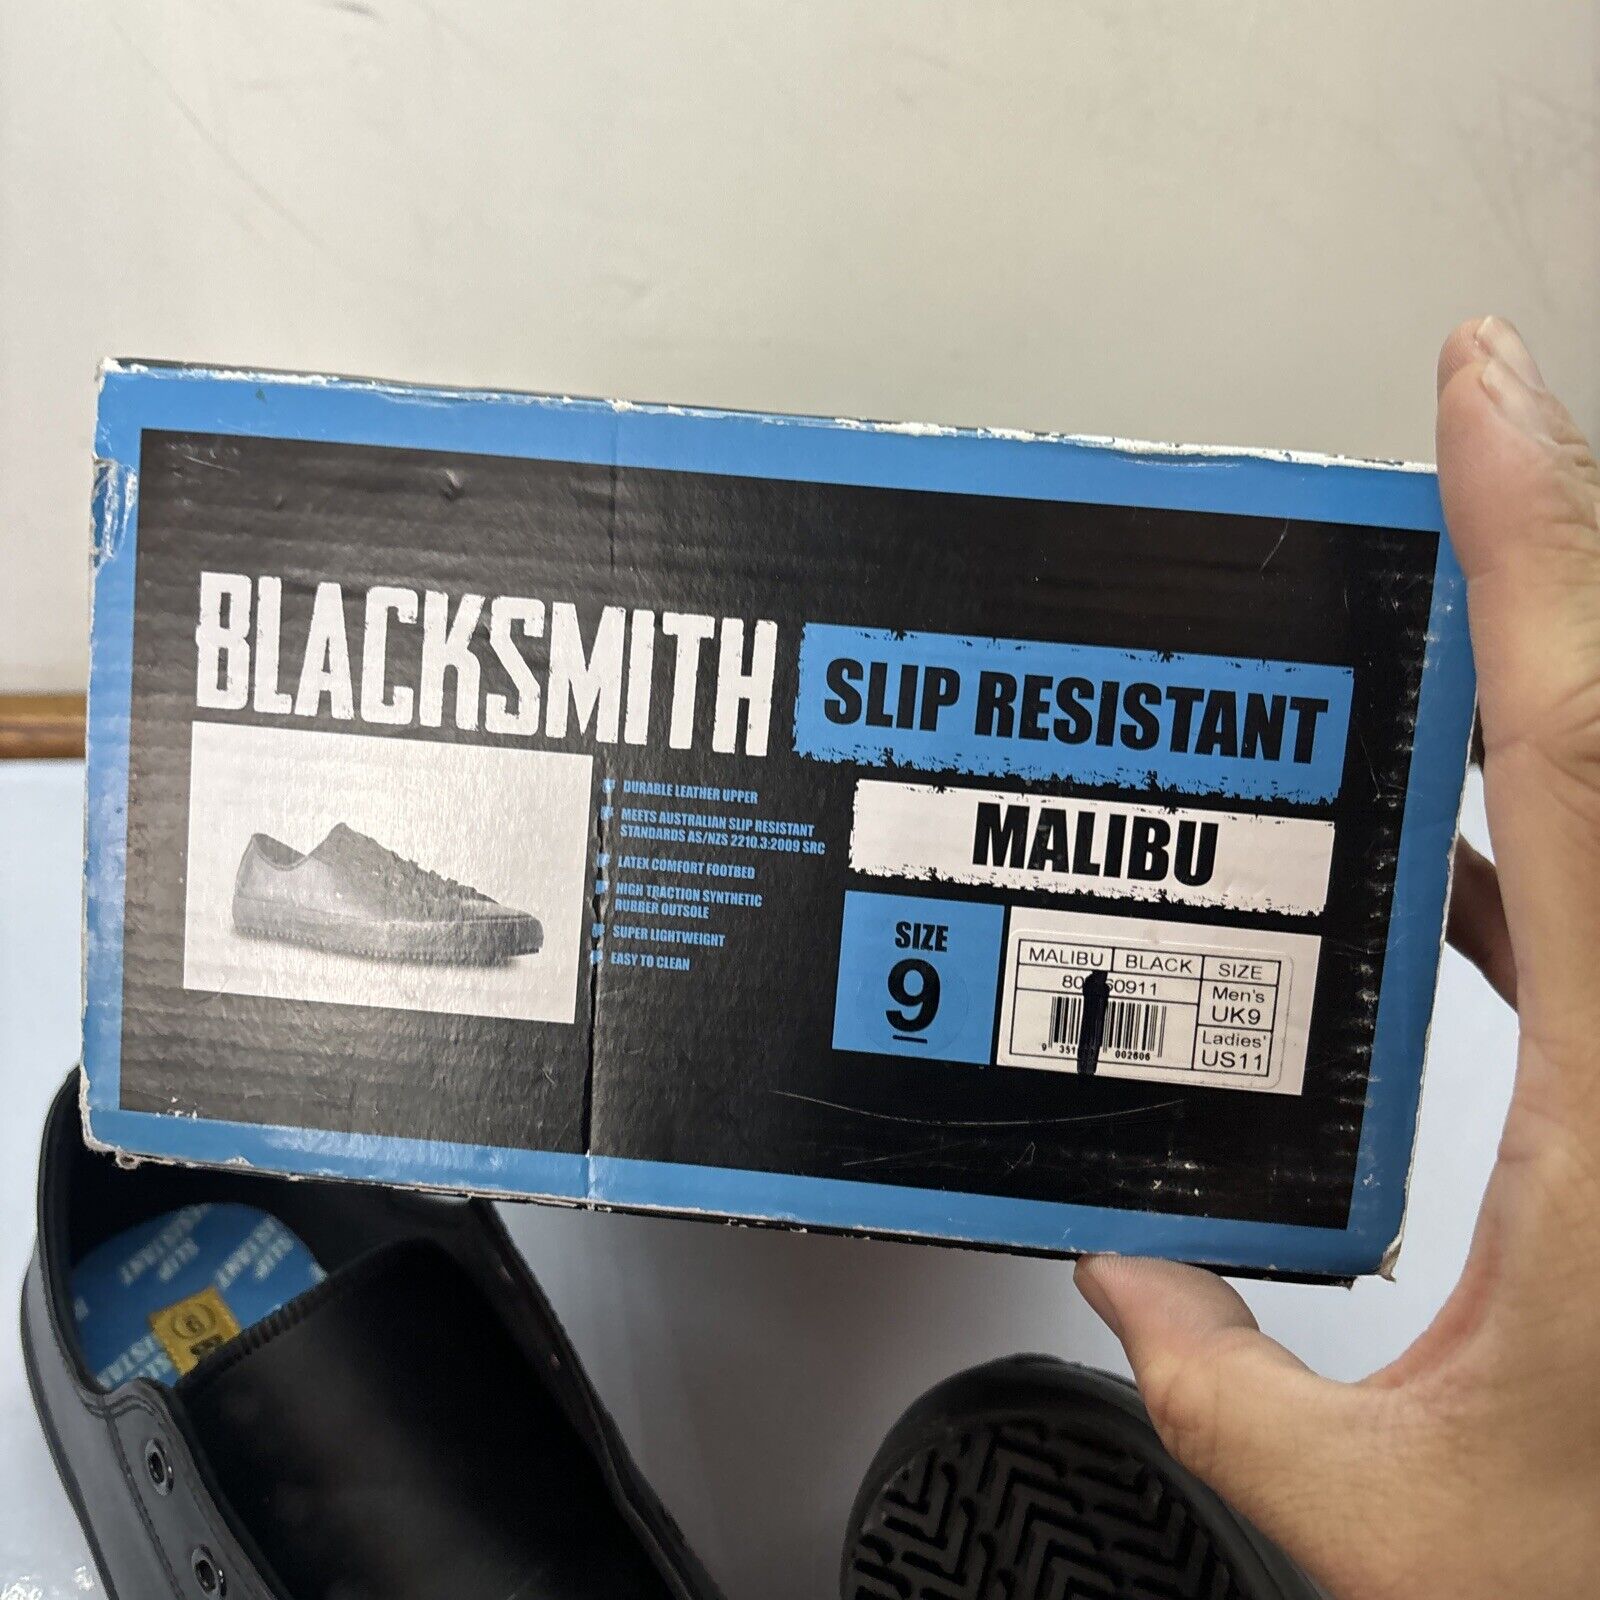 BLACKSMITH
SLIP RESISTANT
MALIBU
DURABLE LEATHER UPPER
MEETS AUSTRALIAN SLIP RESISTANT
STANDARDS AS/NZS 2210.3:2009 SRC
LATEX COMFORT FOOTBED
HIGH TRACTION SYNTHETIC
RUBBER OUTSOLE
SUPER LIGHTWEIGHT
EASY TO CLEAN
SIZE
9
MALIBU BLACK SIZE
Men's
UK9
Ladies'
US11
002606
SLIP